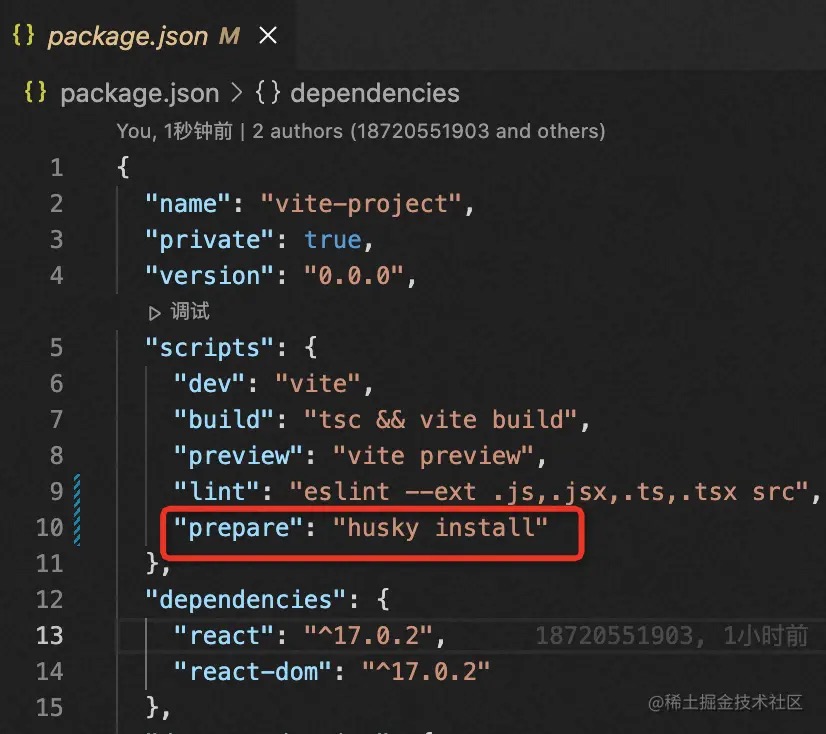 {} package.json M ×
{} package.json > {} dependencies
You, 1秒钟前 | 2 authors (18720551903 and others)
1 {
2 "name": "vite-project",
3 "private": true,
4 "version": "0.0.0",
▷ 调试
5 "scripts": {
6 "dev": "vite",
7 "build": "tsc && vite build",
8 "preview": "vite preview",
9 "lint": "eslint --ext .js,.jsx,.ts,.tsx src",
10 "prepare": "husky install"
11 },
12 "dependencies": {
13 "react": "^17.0.2", 18720551903, 1小时前
14 "react-dom": "^17.0.2"
15 },
@稀土掘金技术社区